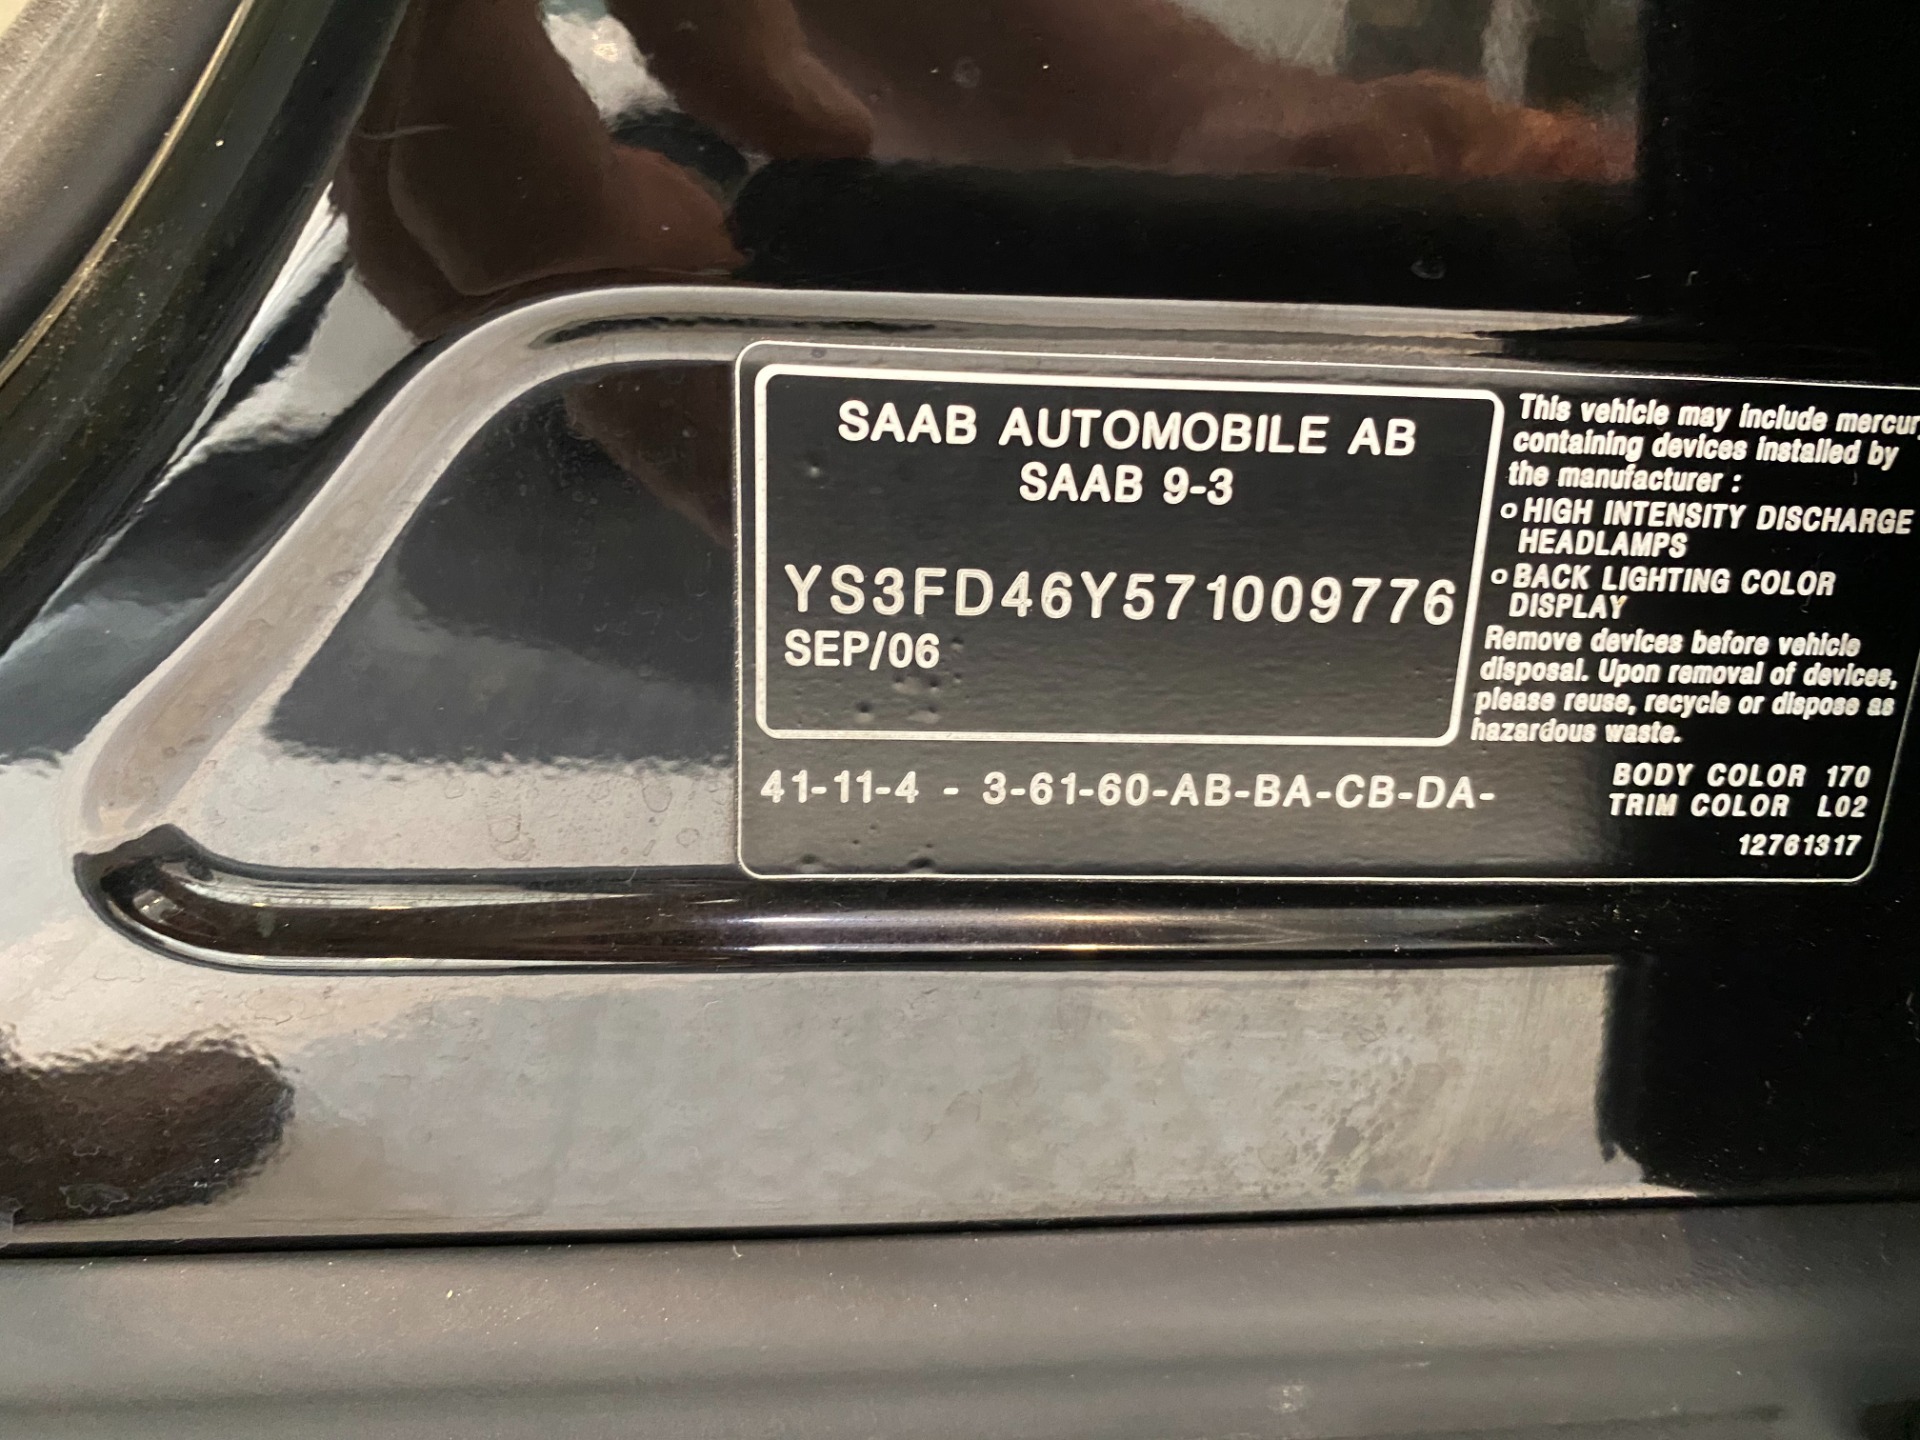 SAAB AUTOMOBILE AB
SAAB 9-3
YS3FD46Y571009776
SEP/06
41-11-4 - 3-61-60-AB-BA-CB-DA-
This vehicle may include mercur
containing devices installed by
the manufacturer :
o HIGH INTENSITY DISCHARGE
HEADLAMPS
o BACK LIGHTING COLOR
DISPLAY
Remove devices before vehicle
disposal. Upon removal of devices,
please reuse, recycle or dispose as
hazardous waste.
BODY COLOR 170
TRIM COLOR L02
12761317